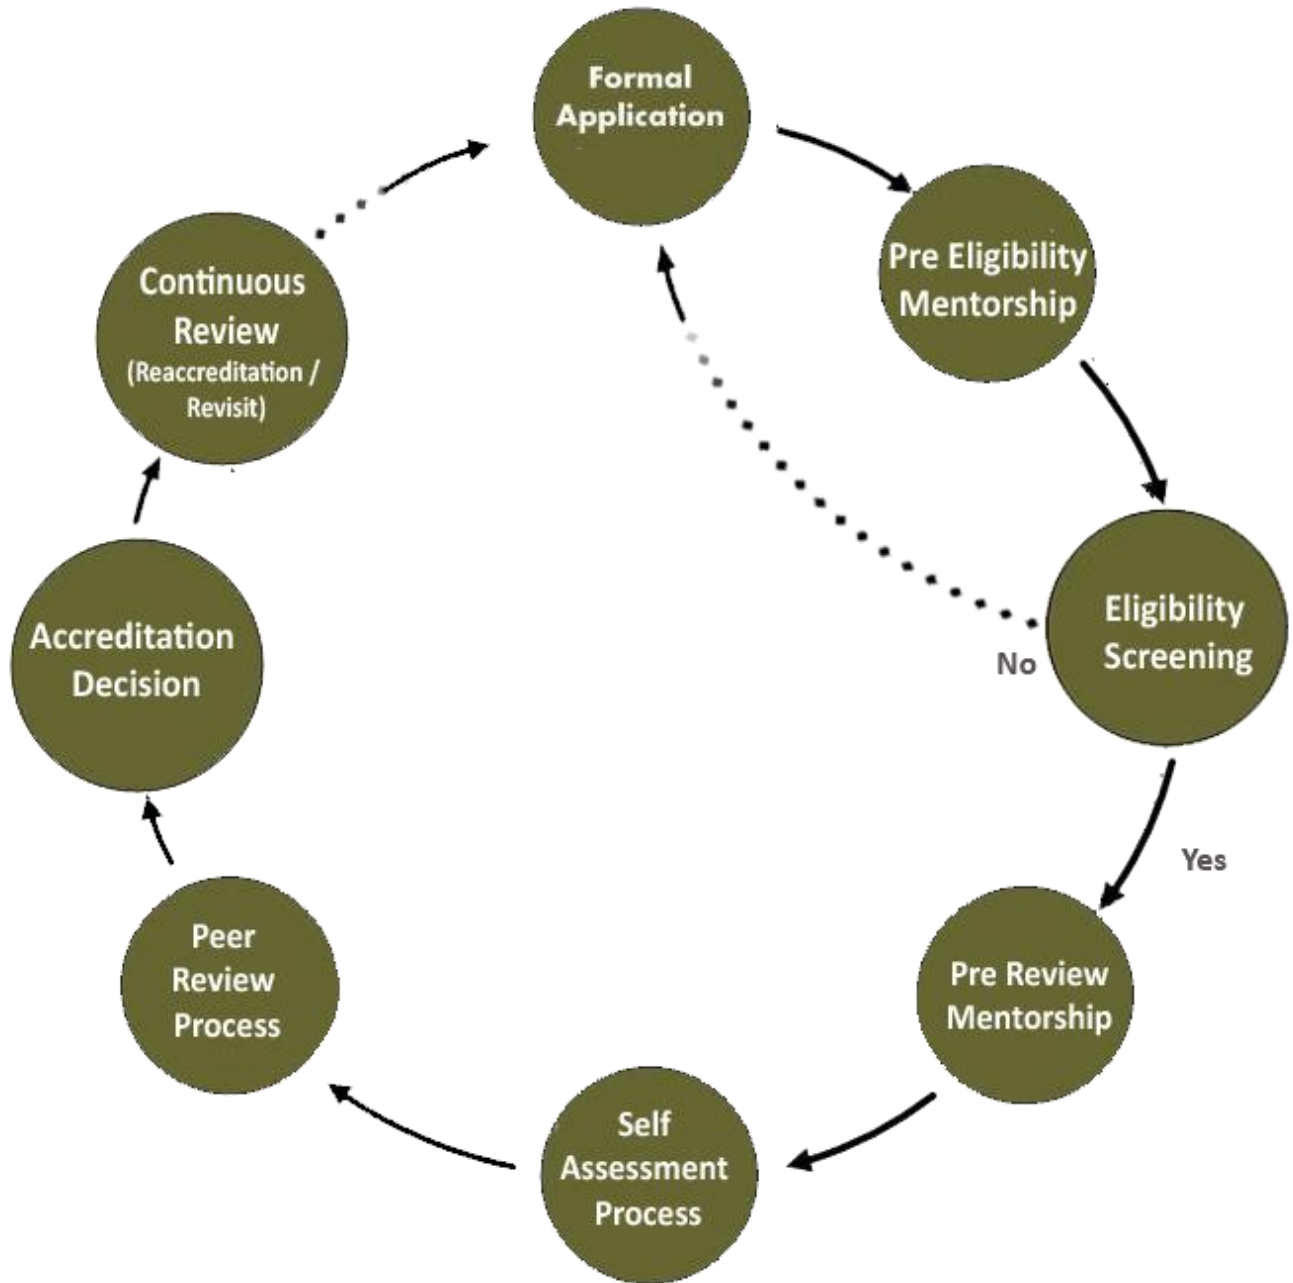 Formal
Application
Pre Eligibility
Mentorship
Eligibility
Screening
No
Yes
Pre Review
Mentorship
Self
Assessment
Process
Peer
Review
Process
Accreditation
Decision
Continuous
Review
(Reaccreditation /
Revisit)